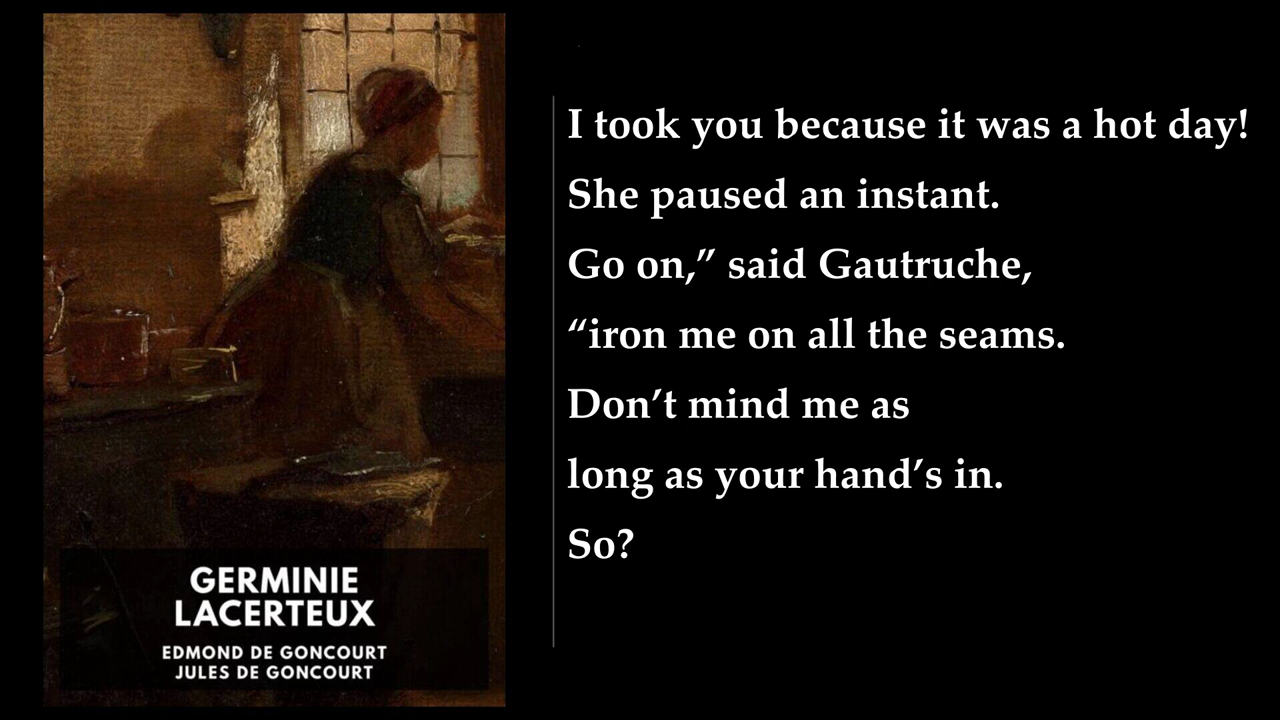 I took you because it was a hot day!
She paused an instant.
Go on,” said Gautruche,
“iron me on all the seams.
Don’t mind me as
long as your hand’s in.
So?
GERMINIE
LACERTEUX
EDMOND DE GONCOURT
JULES DE GONCOURT